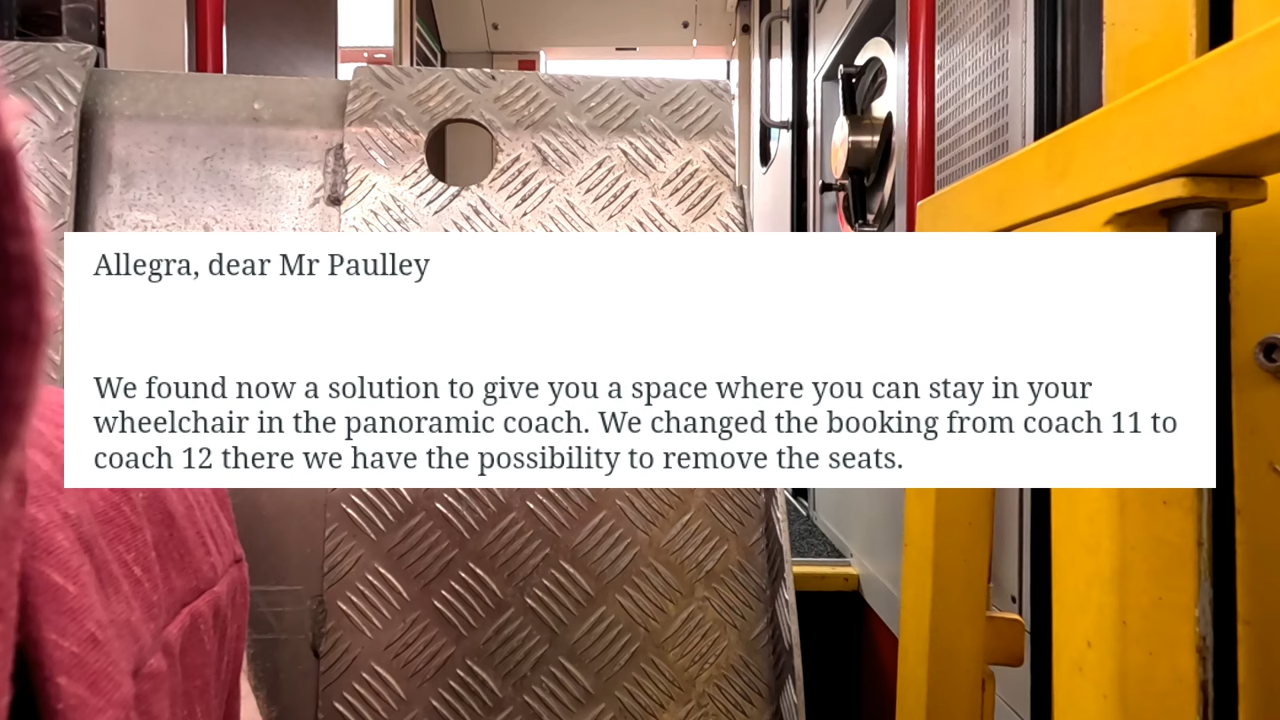 Allegra, dear Mr Paulley
We found now a solution to give you a space where you can stay in your
wheelchair in the panoramic coach. We changed the booking from coach 11 to
coach 12 there we have the possibility to remove the seats.